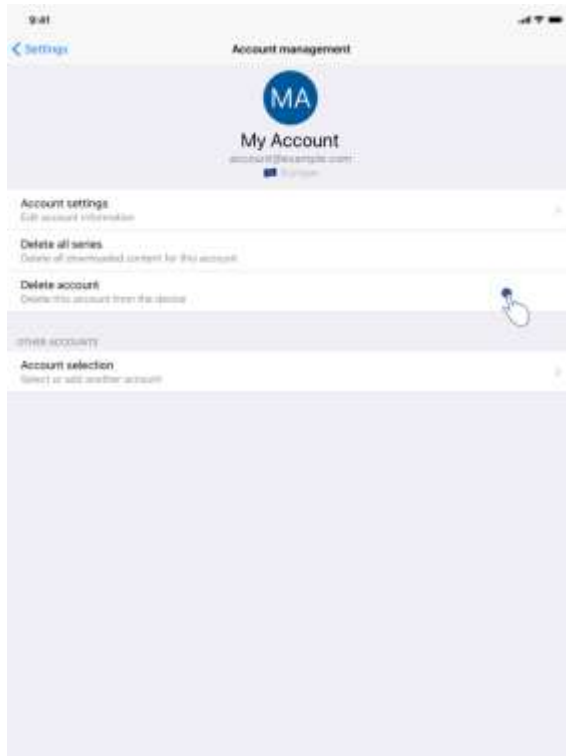 9:41
Settings
Account management
MA
My Account
account@example.com
Europe
Account settings
Edit account information
Delete all series
Delete all downloaded content for this account
Delete account
Delete this account from the device
OTHER ACCOUNTS
Account selection
Select or add another account